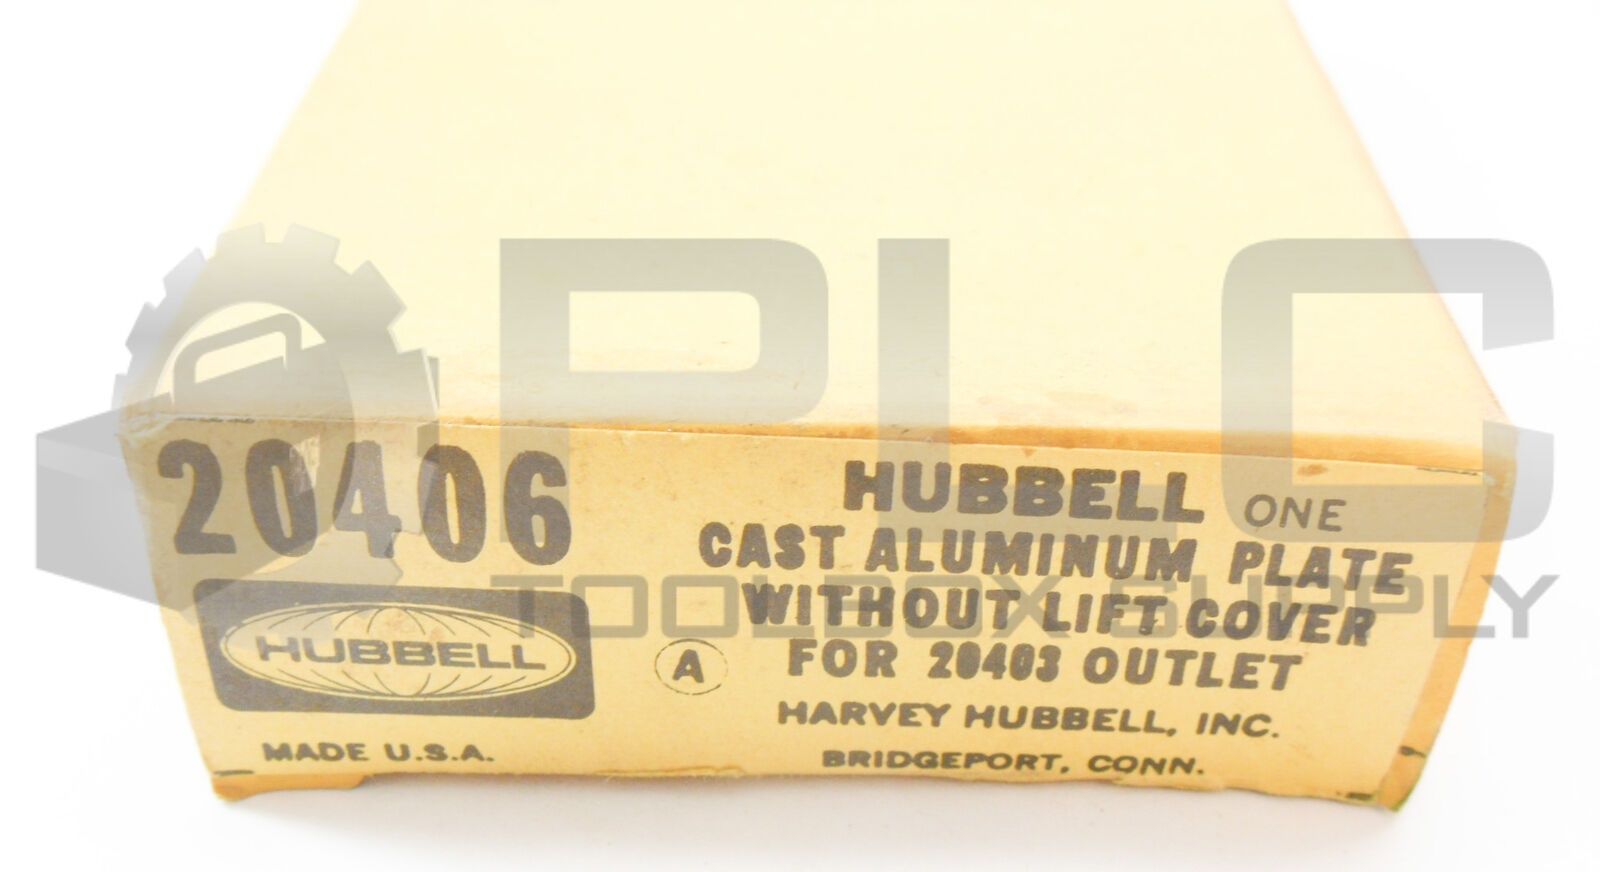 PLC
TOOLBOX SUPPLY
20406
HUBBELL
MADE U.S.A.
A
HUBBELL ONE
CAST ALUMINUM PLATE
WITHOUT LIFT COVER
FOR 20403 OUTLET
HARVEY HUBBELL, INC.
BRIDGEPORT, CONN.